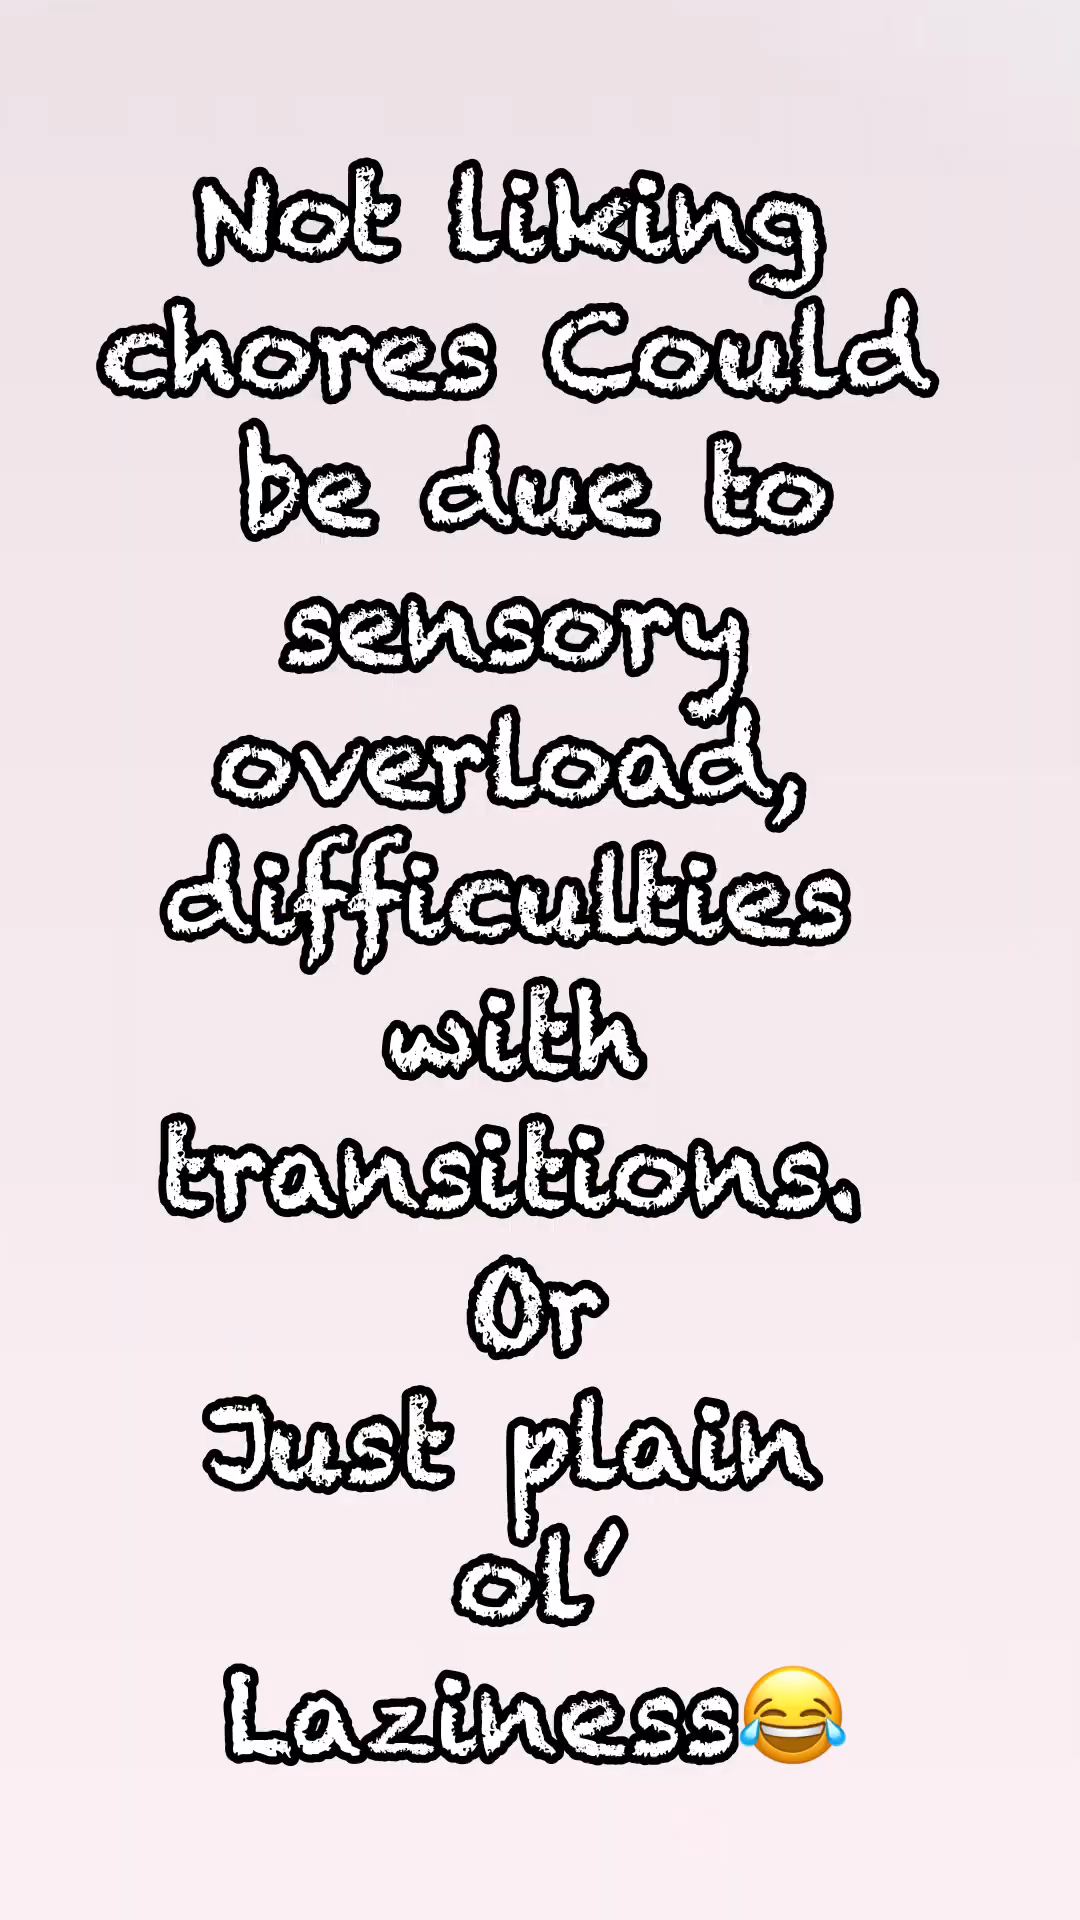 Not liking
chores Could
be due to
sensory
overload,
difficulties
with
transitions.
Or
Just plain
ol'
Laziness😂